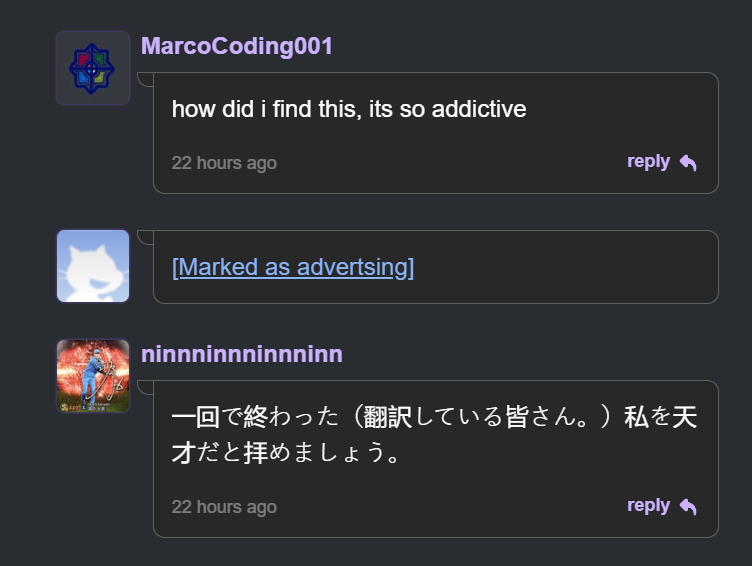 MarcoCoding001
how did i find this, its so addictive
22 hours ago
reply
[Marked as advertsing]
ninnninnninnninn
一回で終わった（翻訳している皆さん。）私を天
才だと拝めましょう。
22 hours ago
reply